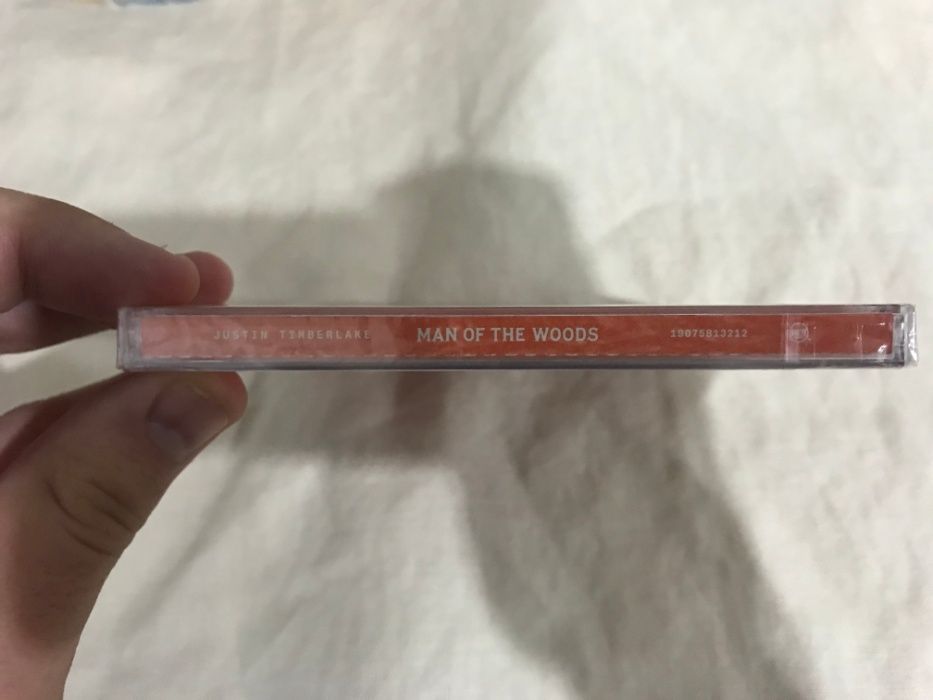 JUSTIN TIMBERLAKE MAN OF THE WOODS 19075813212